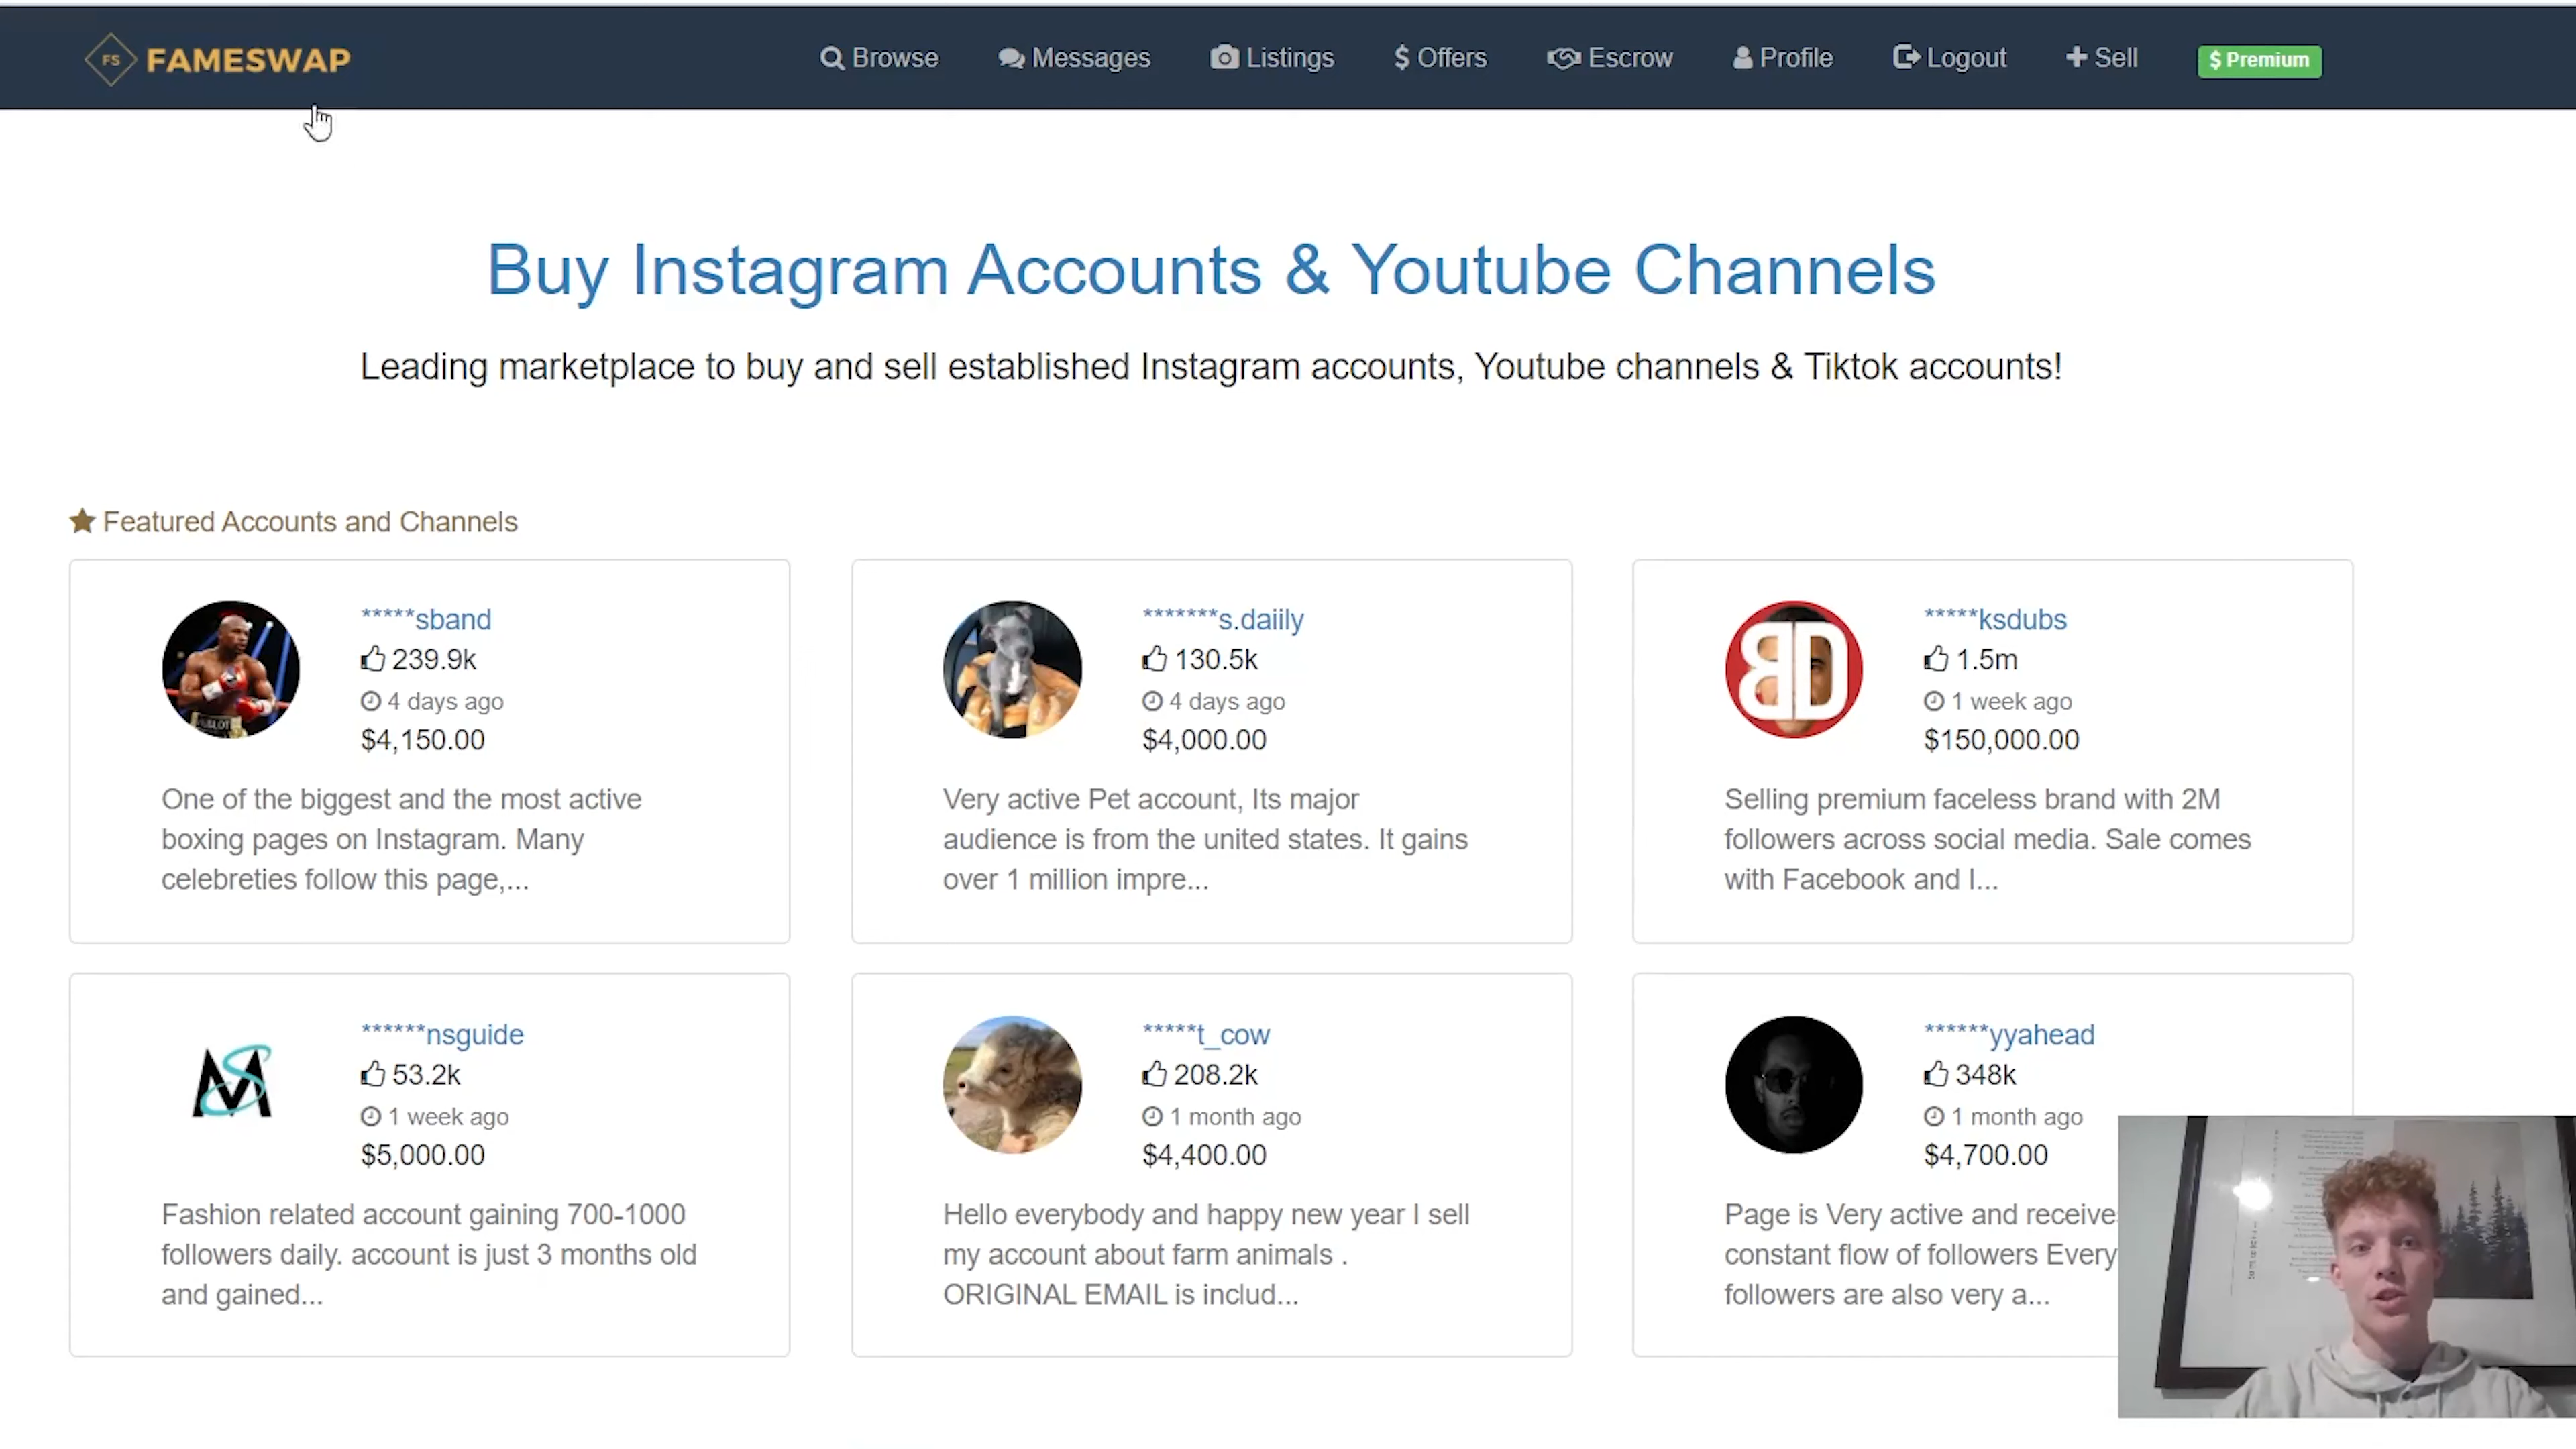 FS FAMESWAP
Browse Messages Listings $ Offers Escrow Profile Logout + Sell $ Premium
Buy Instagram Accounts & Youtube Channels
Leading marketplace to buy and sell established Instagram accounts, Youtube channels & Tiktok accounts!
Featured Accounts and Channels
*****sband
239.9k
4 days ago
$4,150.00
One of the biggest and the most active
boxing pages on Instagram. Many
celebreties follow this page,...
*******s.daiily
130.5k
4 days ago
$4,000.00
Very active Pet account, Its major
audience is from the united states. It gains
over 1 million impre...
BD
*****ksdubs
1.5m
1 week ago
$150,000.00
Selling premium faceless brand with 2M
followers across social media. Sale comes
with Facebook and I...
MS
******nsguide
53.2k
1 week ago
$5,000.00
Fashion related account gaining 700-1000
followers daily. account is just 3 months old
and gained...
*****t_cow
208.2k
1 month ago
$4,400.00
Hello everybody and happy new year I sell
my account about farm animals .
ORIGINAL EMAIL is includ...
******yyahead
348k
1 month ago
$4,700.00
Page is Very active and receive
constant flow of followers Every
followers are also very a...